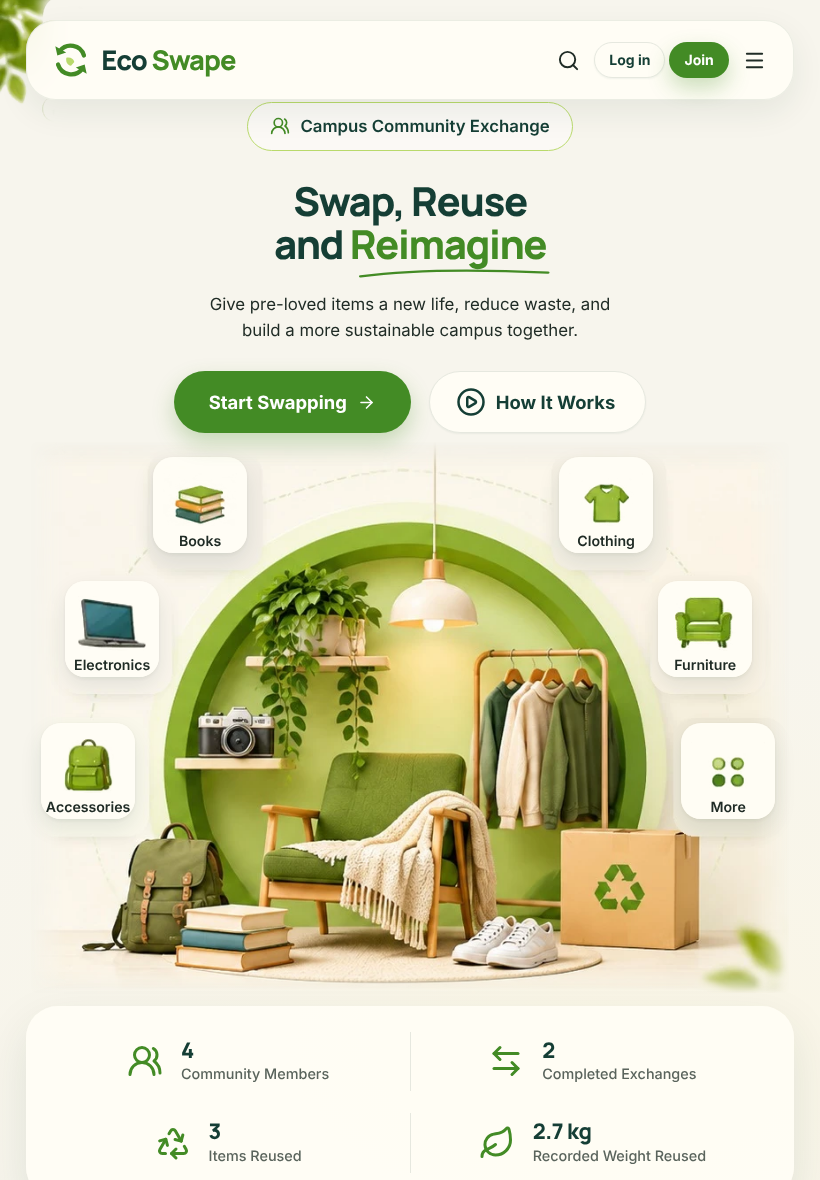 Eco Swape
Log in
Join
Campus Community Exchange
Swap, Reuse
and Reimagine
Give pre-loved items a new life, reduce waste, and
build a more sustainable campus together.
Start Swapping
How It Works
Books
Clothing
Electronics
Furniture
Accessories
More
4
Community Members
2
Completed Exchanges
3
Items Reused
2.7 kg
Recorded Weight Reused